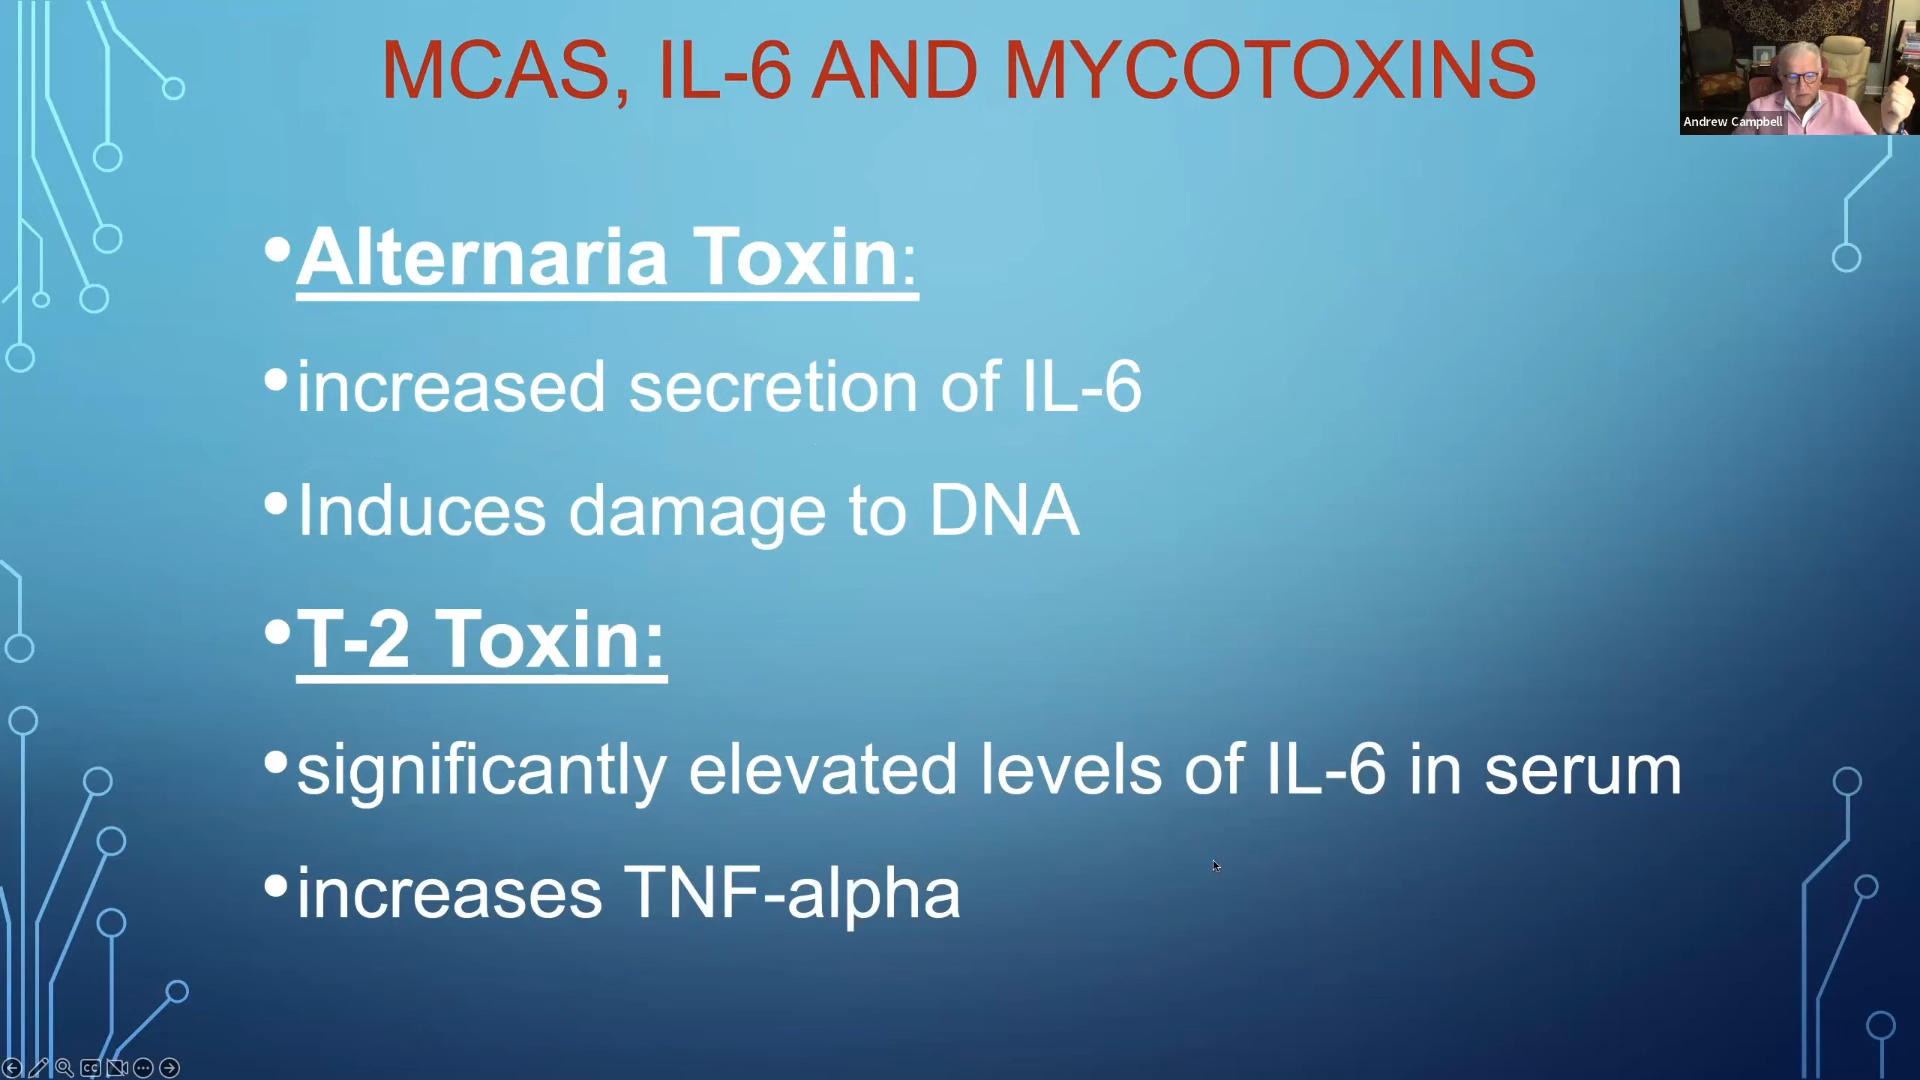 MCAS, IL-6 AND MYCOTOXINS
Andrew Campbell
•Alternaria Toxin:
•increased secretion of IL-6
•Induces damage to DNA
•T-2 Toxin:
•significantly elevated levels of IL-6 in serum
•increases TNF-alpha
CC